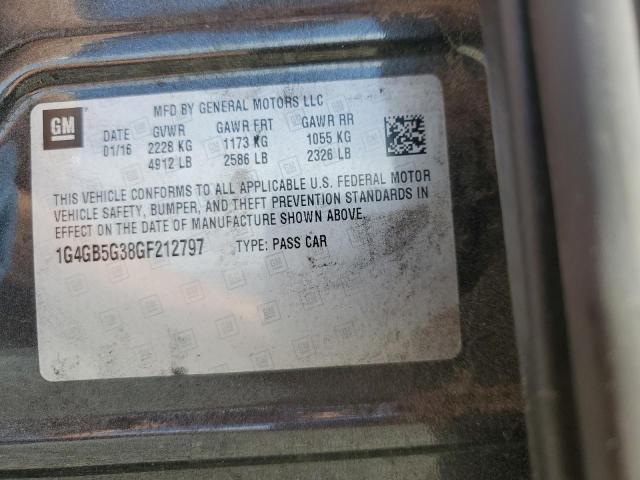 GM
MFD BY GENERAL MOTORS LLC
DATE GVWR GAWR FRT GAWR RR
01/16 2228 KG 1173 KG 1055 KG
4912 LB 2586 LB 2326 LB
THIS VEHICLE CONFORMS TO ALL APPLICABLE U.S. FEDERAL MOTOR
VEHICLE SAFETY, BUMPER, AND THEFT PREVENTION STANDARDS IN
EFFECT ON THE DATE OF MANUFACTURE SHOWN ABOVE.
1G4GB5G38GF212797 TYPE: PASS CAR